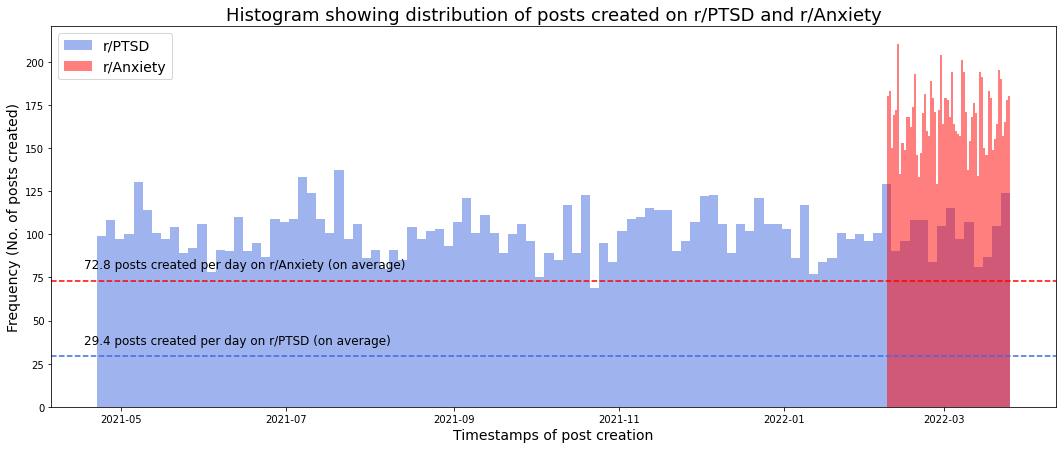 Histogram showing distribution of posts created on r/PTSD and r/Anxiety
r/PTSD
r/Anxiety
Frequency (No. of posts created)
200
175
150
125
100
75
50
25
0
72.8 posts created per day on r/Anxiety (on average)
29.4 posts created per day on r/PTSD (on average)
2021-05
2021-07
2021-09
2021-11
2022-01
2022-03
Timestamps of post creation